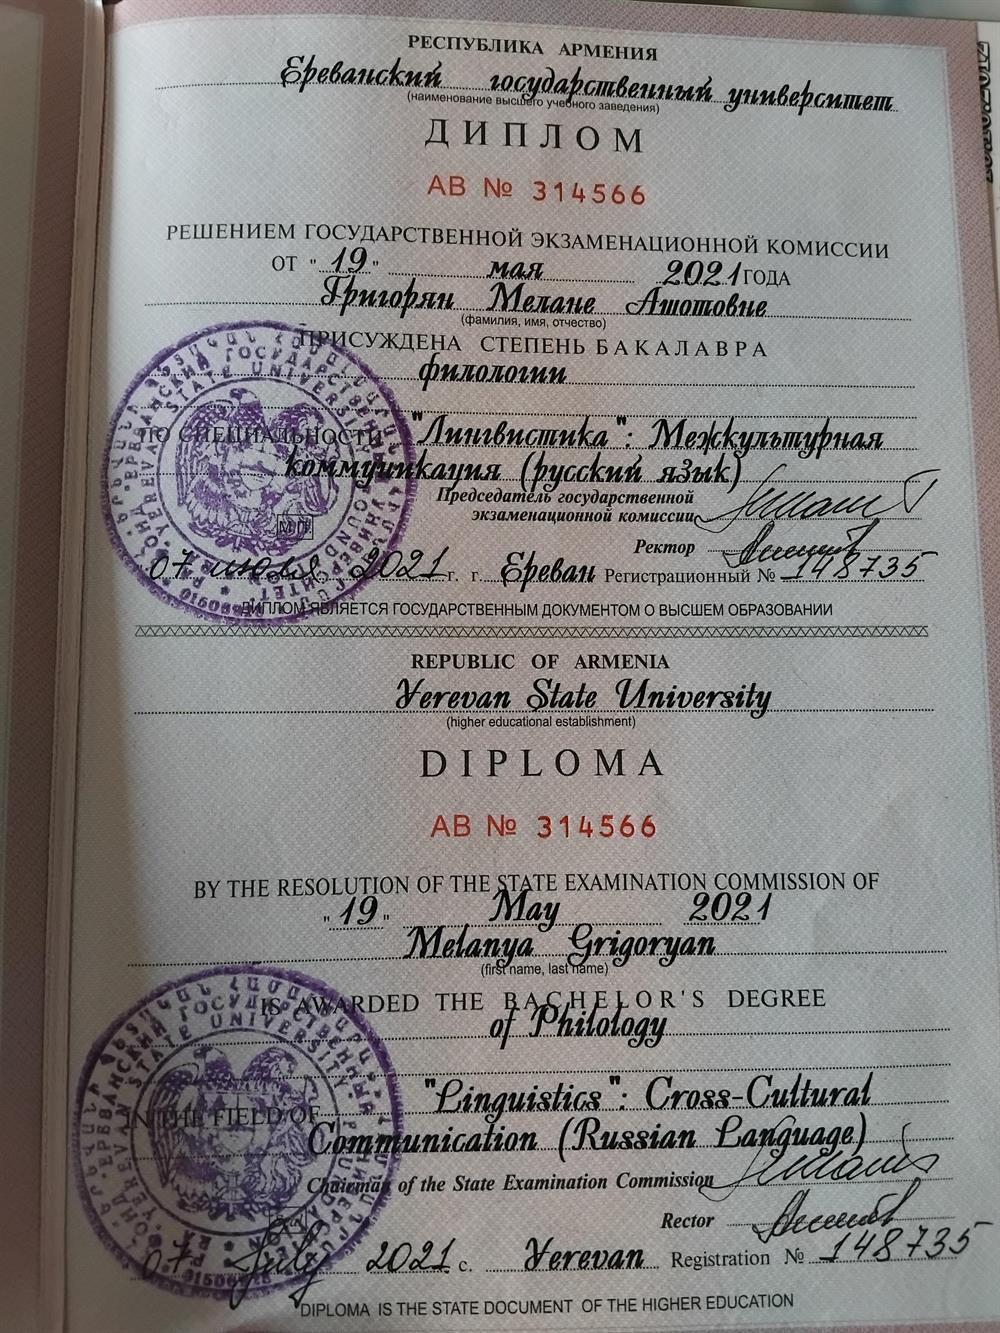 РЕСПУБЛИКА АРМЕНИЯ
Ереванский государственный университет
(наименование высшего учебного заведения)
ДИПЛОМ
АВ № 314566
РЕШЕНИЕМ ГОСУДАРСТВЕННОЙ ЭКЗАМЕНАЦИОННОЙ КОМИССИИ
ОТ "19" мая 2021 ГОДА
Григорян Мелане Ашотовне
(фамилия, имя, отчество)
ПРИСУЖДЕНА СТЕПЕНЬ БАКАЛАВРА
филологии
ПО СПЕЦИАЛЬНОСТИ "Лингвистика": Межкультурная
коммуникация (русский язык)
Председатель государственной
экзаменационной комиссии
М.П.
Ректор
07 июля 2021 г. г. Ереван Регистрационный № 148735
ДИПЛОМ ЯВЛЯЕТСЯ ГОСУДАРСТВЕННЫМ ДОКУМЕНТОМ О ВЫСШЕМ ОБРАЗОВАНИИ
REPUBLIC OF ARMENIA
Yerevan State University
(higher educational establishment)
DIPLOMA
AB № 314566
BY THE RESOLUTION OF THE STATE EXAMINATION COMMISSION OF
"19" May 2021
Melanya Grigoryan
(first name, last name)
IS AWARDED THE BACHELOR'S DEGREE
of Philology
IN THE FIELD OF "Linguistics": Cross-Cultural
Communication (Russian Language)
Chairman of the State Examination Commission
Rector
07 July 2021 c. Yerevan Registration № 148735
DIPLOMA IS THE STATE DOCUMENT OF THE HIGHER EDUCATION